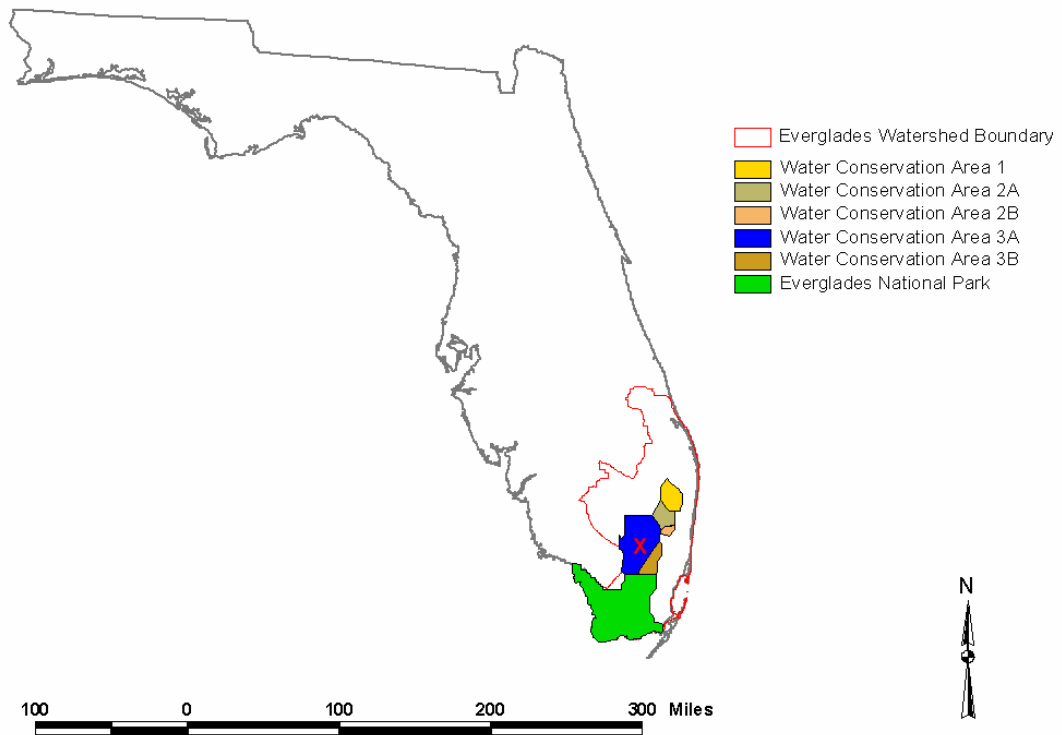 Everglades Watershed Boundary
Water Conservation Area 1
Water Conservation Area 2A
Water Conservation Area 2B
Water Conservation Area 3A
Water Conservation Area 3B
Everglades National Park
X
N
100 0 100 200 300 Miles